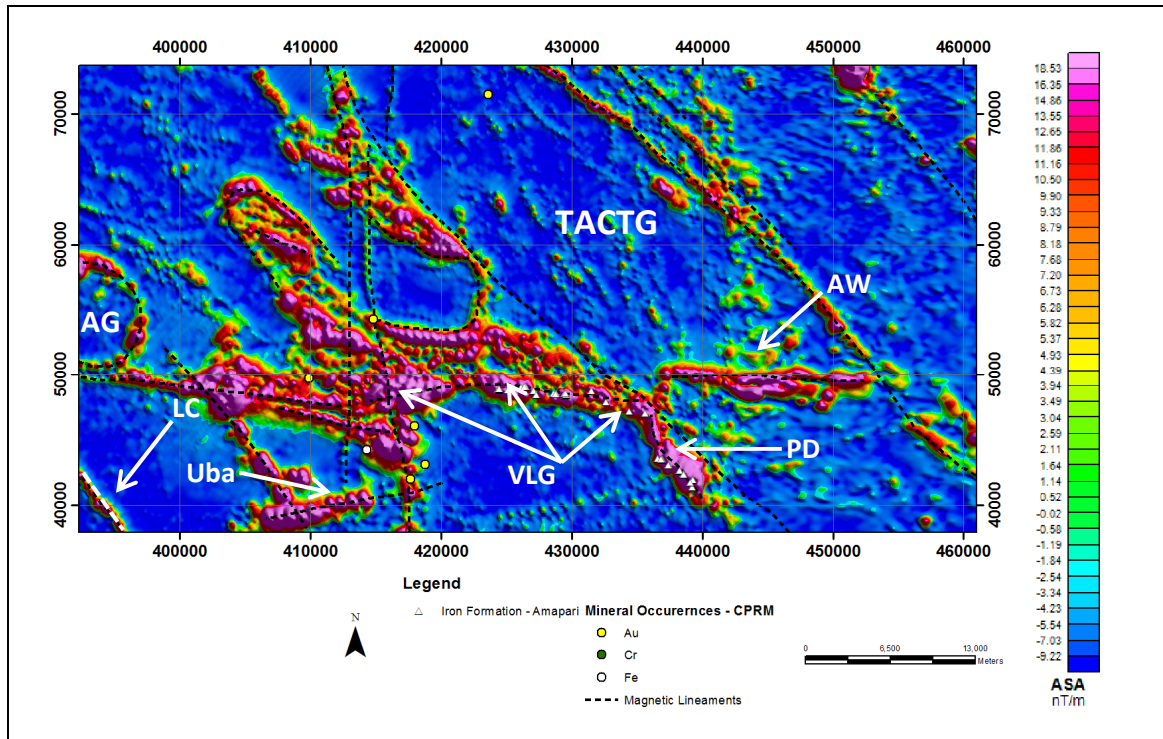 400000 410000 420000 430000 440000 450000 460000
70000 70000
60000 60000
50000 50000
40000 40000
TACTG
AW
AG
LC
Uba
VLG
PD
400000 410000 420000 430000 440000 450000 460000
18.53
16.35
14.86
13.55
12.65
11.86
11.16
10.50
9.90
9.33
8.79
8.18
7.76
7.20
6.73
6.28
5.82
5.37
4.93
4.39
3.94
3.49
3.04
2.59
2.11
1.64
1.14
0.52
-0.02
-0.58
-1.19
-1.84
-2.54
-3.34
-4.23
-5.54
-7.03
-9.22
ASA
nT/m
Legend
Iron Formation - Amapari Mineral Occurernces - CPRM
Au
Cr
Fe
Magnetic Lineaments
N
0 6,500 13,000
Meters